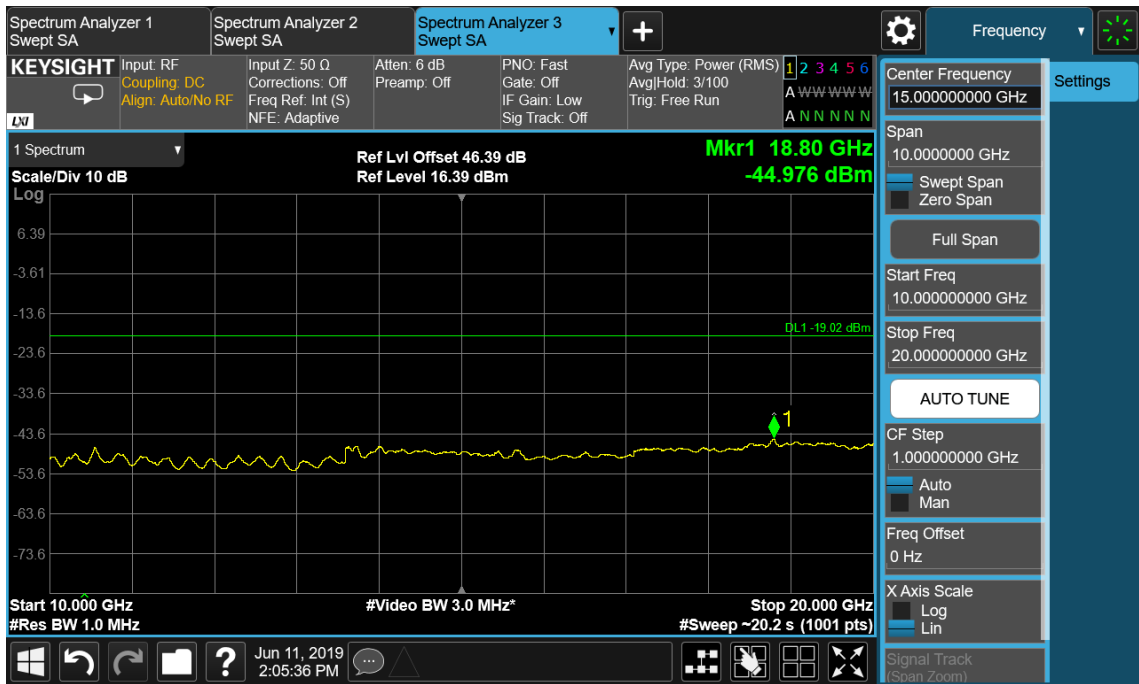 Spectrum Analyzer 1
Swept SA
Spectrum Analyzer 2
Swept SA
Spectrum Analyzer 3
Swept SA
Frequency
KEYSIGHT
LXI
Input: RF
Coupling: DC
Align: Auto/No RF
Input Z: 50 Ω
Corrections: Off
Freq Ref: Int (S)
NFE: Adaptive
Atten: 6 dB
Preamp: Off
PNO: Fast
Gate: Off
IF Gain: Low
Sig Track: Off
Avg Type: Power (RMS)
Avg|Hold: 3/100
Trig: Free Run
1 2 3 4 5 6
A W W W W W
A N N N N N
1 Spectrum
Scale/Div 10 dB
Log
Ref Lvl Offset 46.39 dB
Ref Level 16.39 dBm
Mkr1 18.80 GHz
-44.976 dBm
6.39
-3.61
-13.6
DL1 -19.02 dBm
-23.6
-33.6
1
-43.6
-53.6
-63.6
-73.6
Start 10.000 GHz
#Video BW 3.0 MHz*
Stop 20.000 GHz
#Res BW 1.0 MHz
#Sweep ~20.2 s (1001 pts)
Center Frequency
15.000000000 GHz
Settings
Span
10.0000000 GHz
Swept Span
Zero Span
Full Span
Start Freq
10.000000000 GHz
Stop Freq
20.000000000 GHz
AUTO TUNE
CF Step
1.000000000 GHz
Auto
Man
Freq Offset
0 Hz
X Axis Scale
Log
Lin
Signal Track
(Span Zoom)
?
Jun 11, 2019
2:05:36 PM